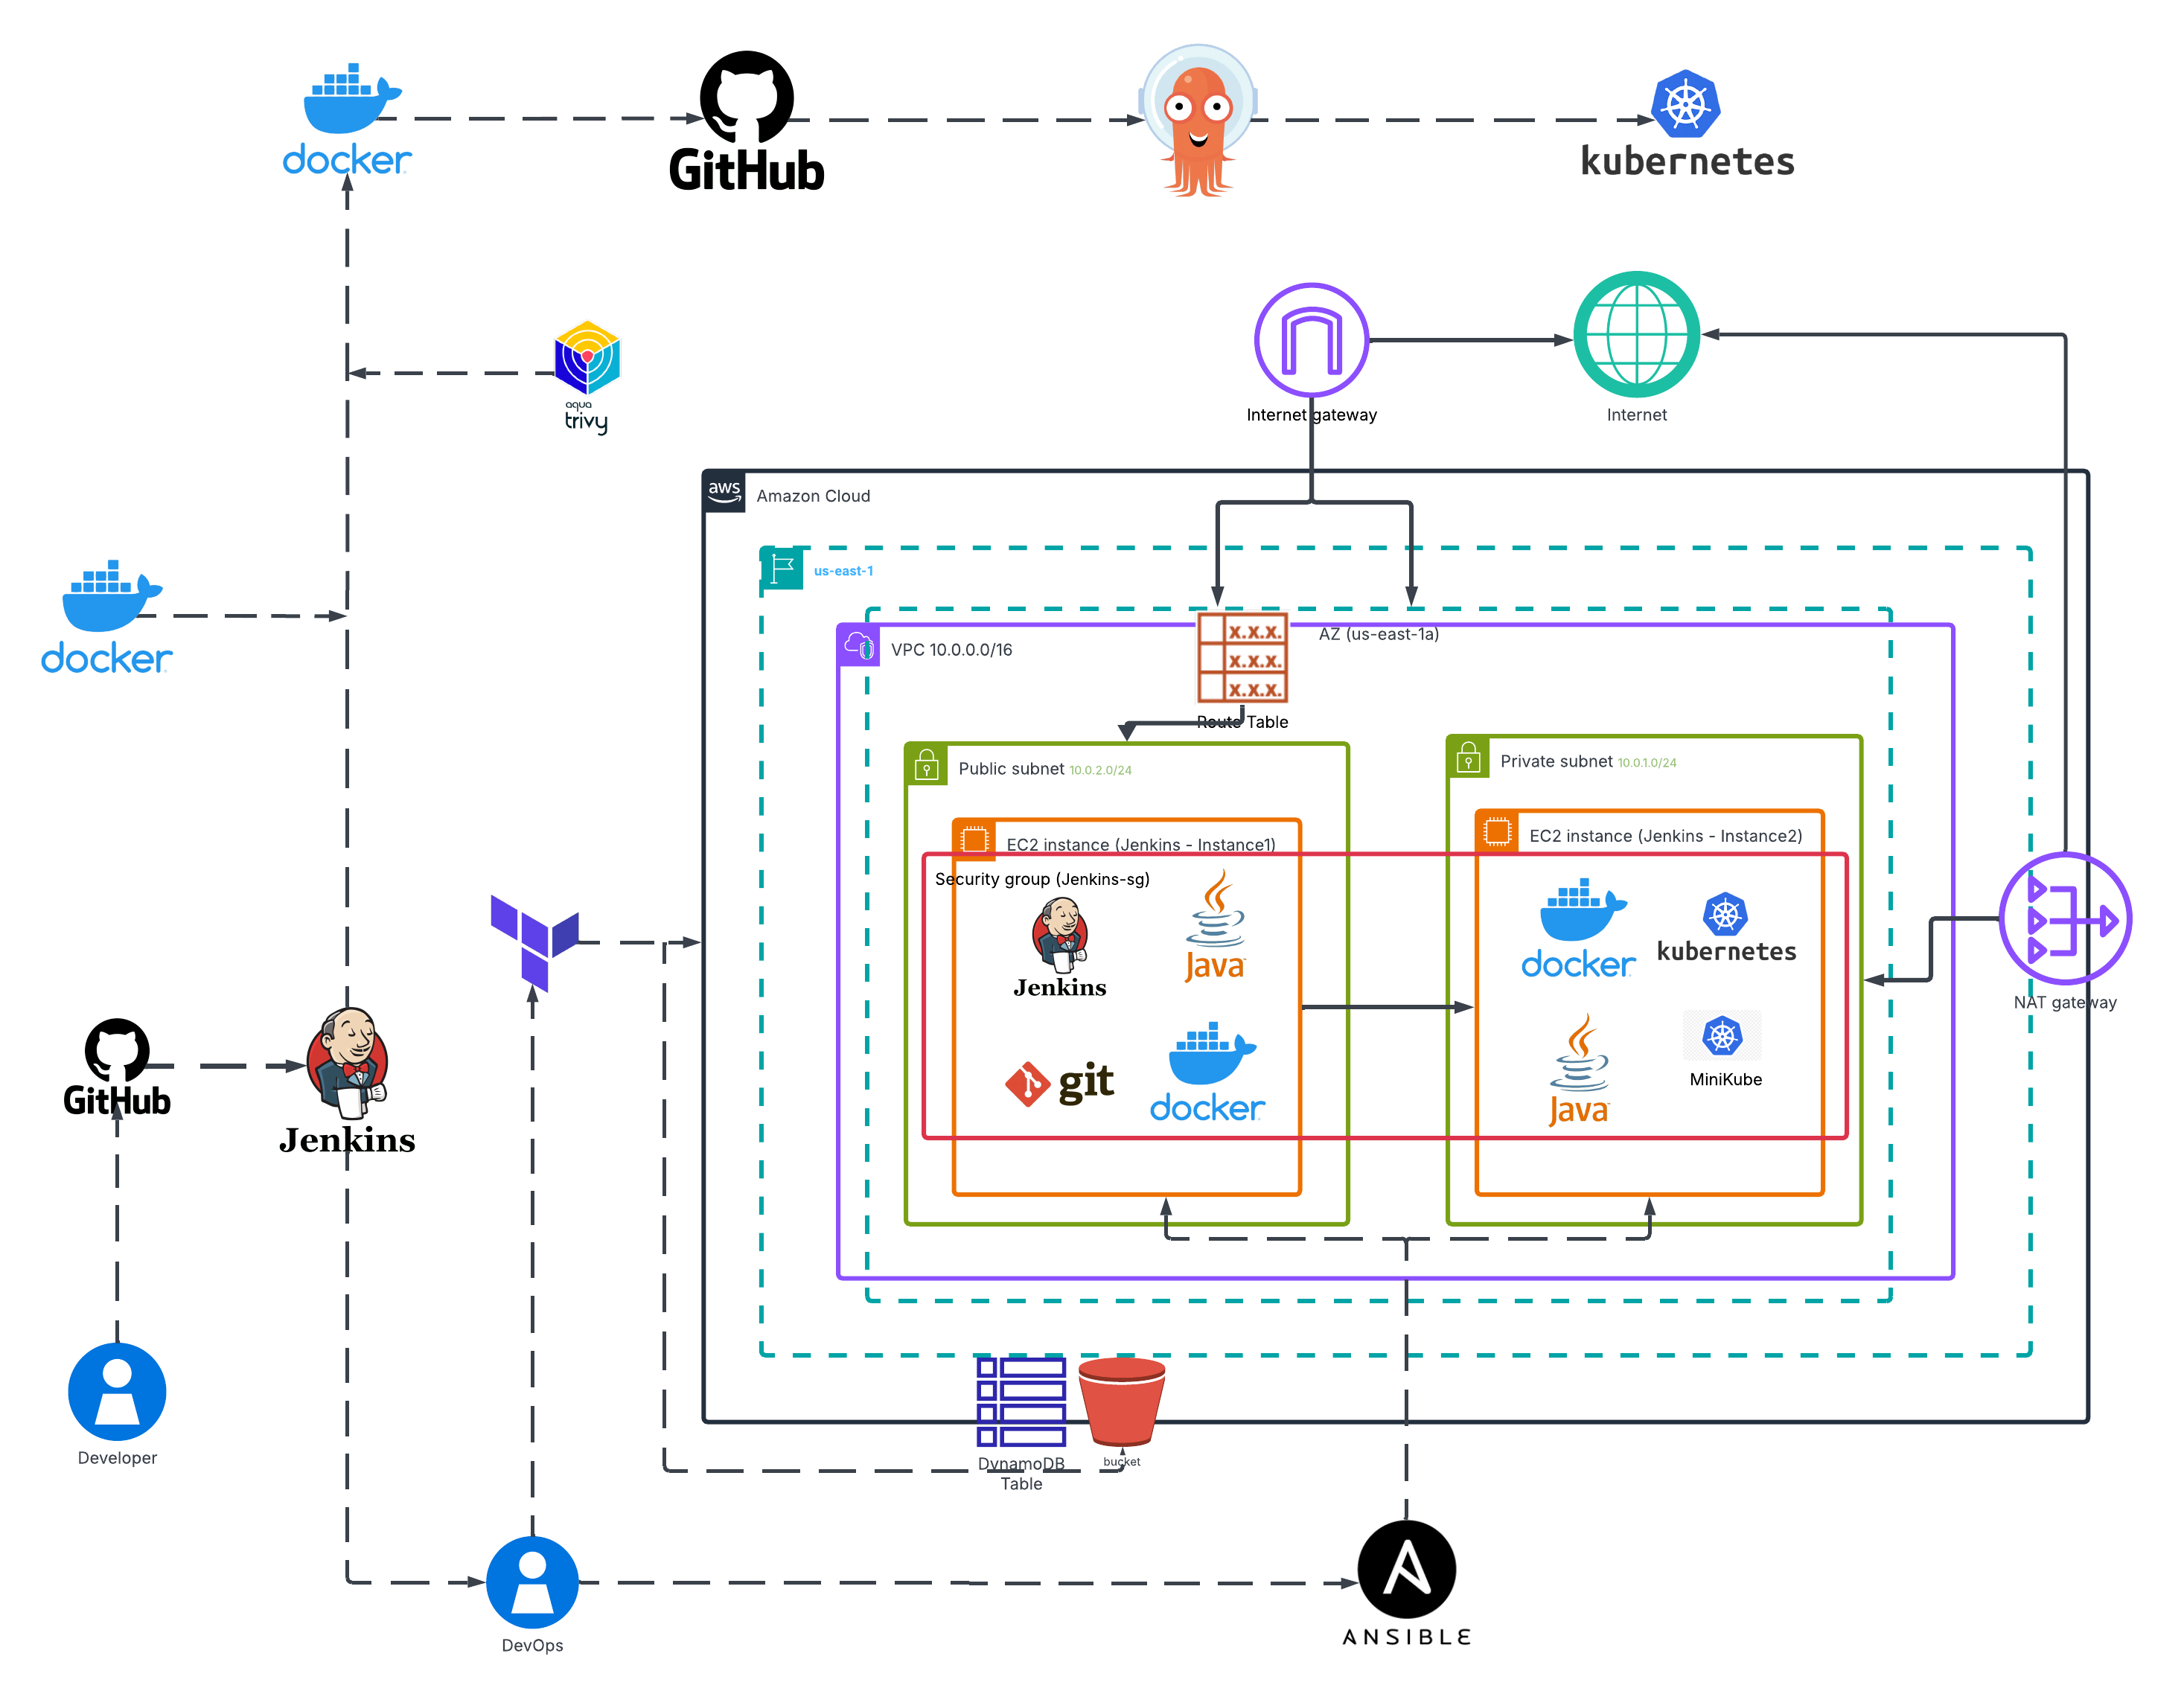 docker
GitHub
kubernetes
aqua
trivy
Internet gateway
Internet
aws
Amazon Cloud
us-east-1
docker
AZ (us-east-1a)
VPC 10.0.0.0/16
x.x.x.
x.x.x.
x.x.x.
Route Table
Public subnet 10.0.2.0/24
Private subnet 10.0.1.0/24
EC2 instance (Jenkins - Instance1)
EC2 instance (Jenkins - Instance2)
Security group (Jenkins-sg)
Jenkins
Java
docker
kubernetes
NAT gateway
git
docker
Java
MiniKube
GitHub
Jenkins
Developer
DynamoDB
Table
bucket
DevOps
ANSIBLE